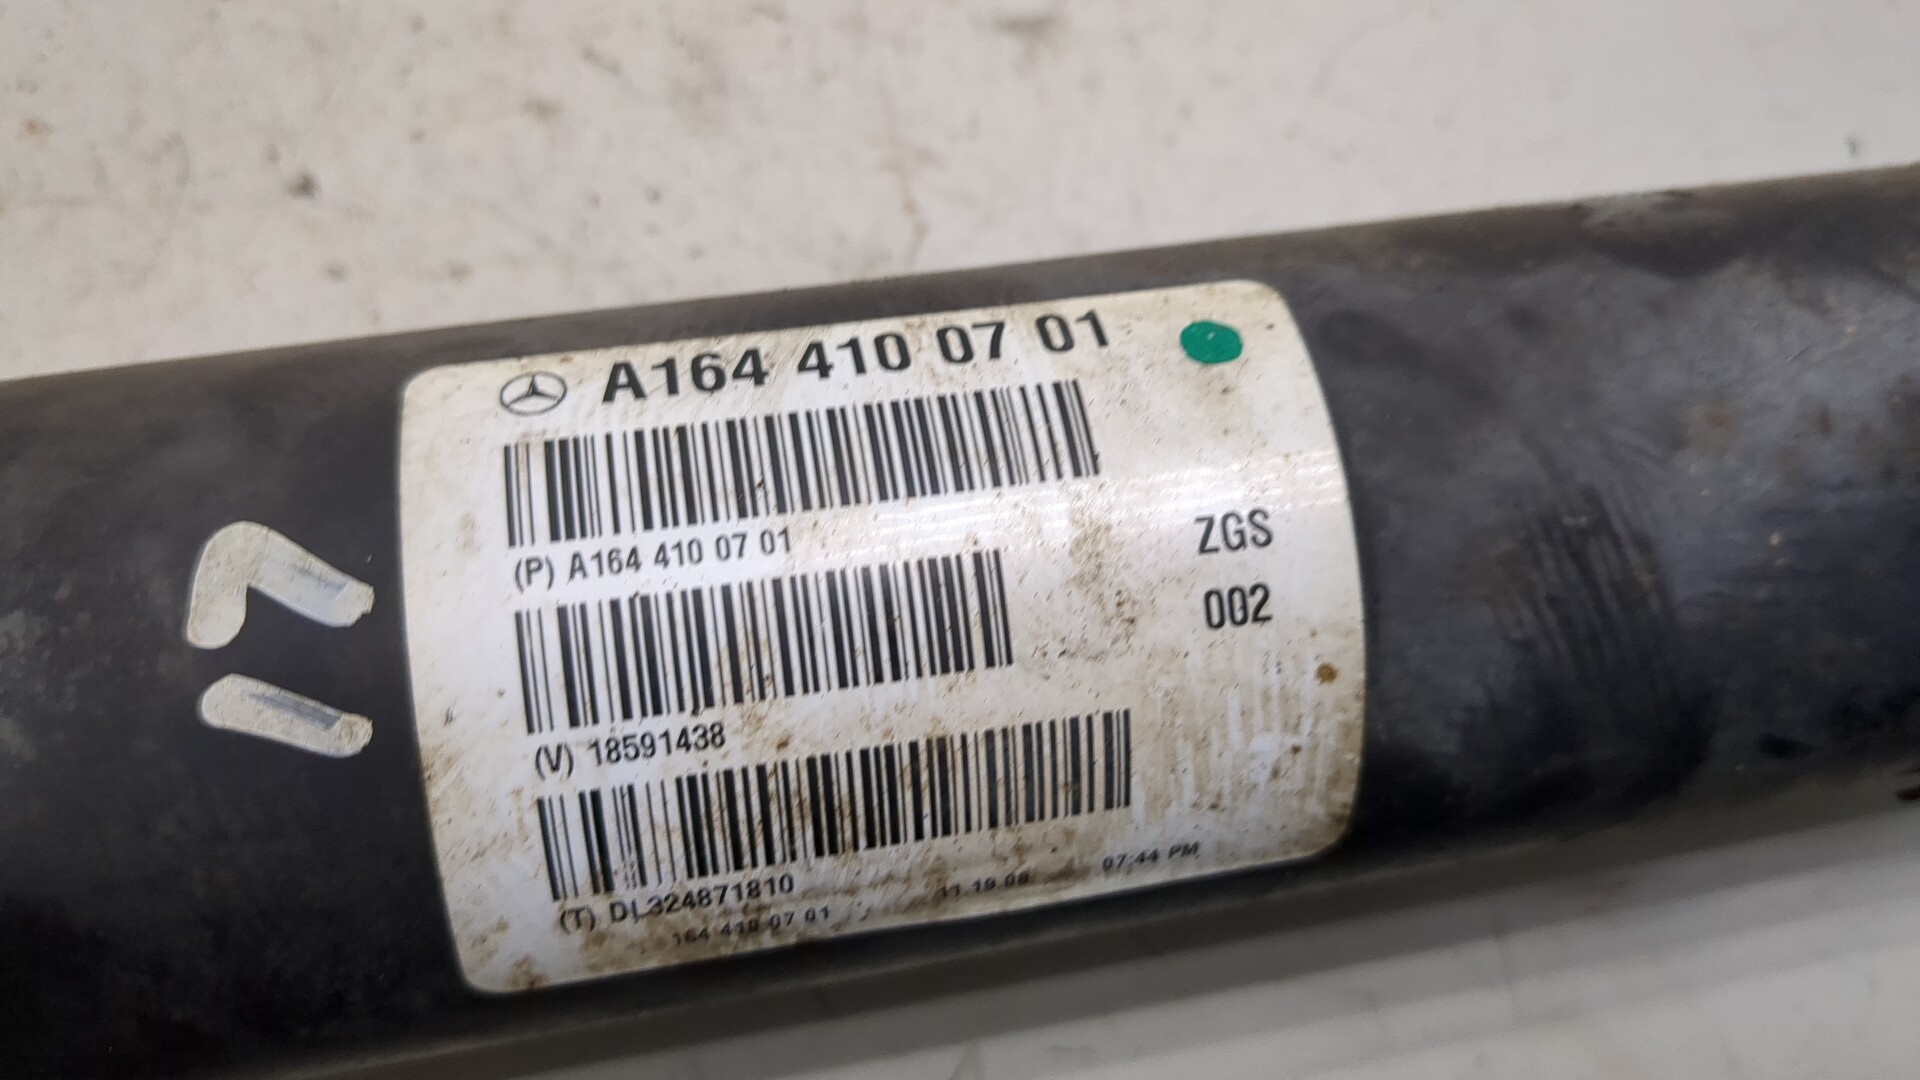 A164 410 07 01
(P) A164 410 07 01
ZGS
002
(V) 18591438
(T) DL324871810
164 410 07 01 11.19.08 07:44 PM
17